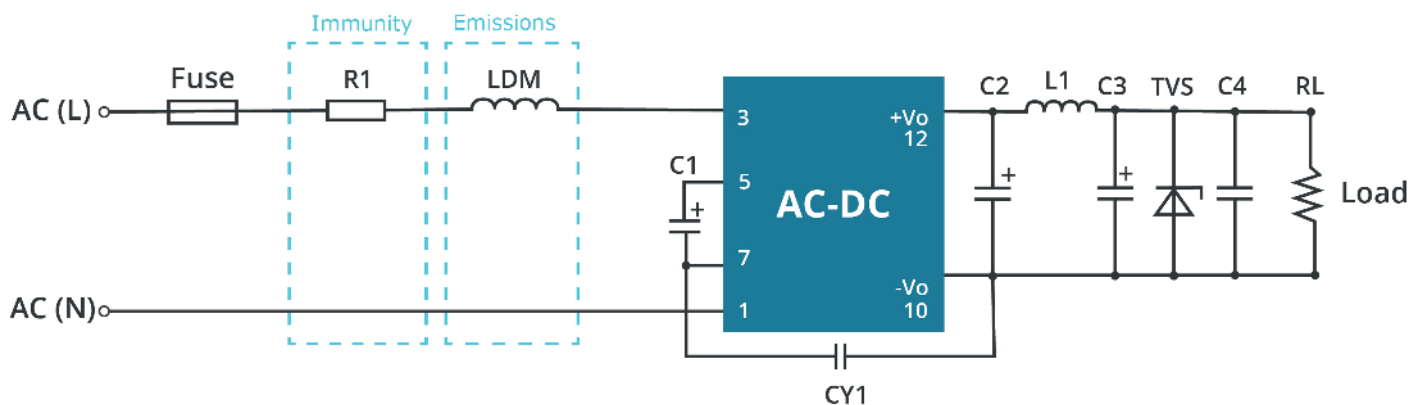 Immunity
Emissions
Fuse
R1
LDM
C2
L1
C3
TVS
C4
RL
AC (L)
3
+Vo
12
C1
5
AC-DC
Load
7
-Vo
10
AC (N)
1
CY1
+
+
+